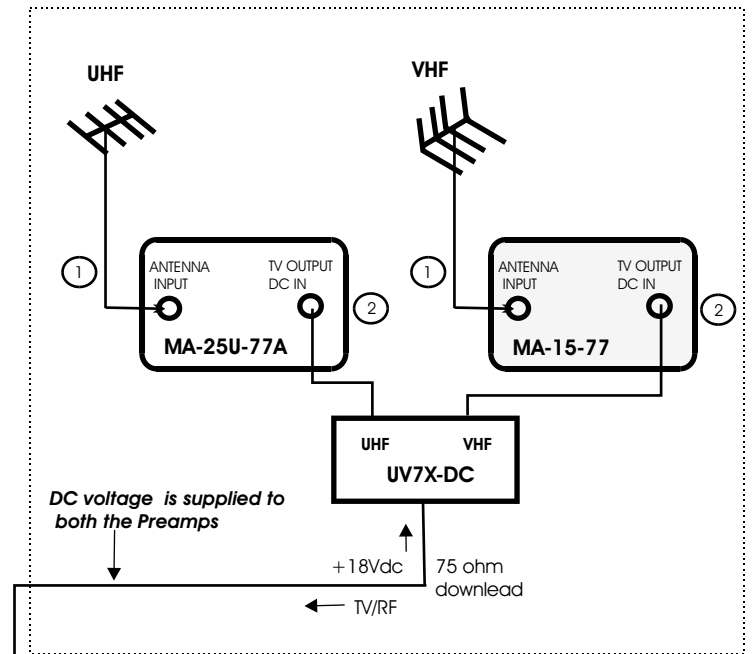 UHF
VHF
1
ANTENNA
INPUT
TV OUTPUT
DC IN
2
MA-25U-77A
1
ANTENNA
INPUT
TV OUTPUT
DC IN
2
MA-15-77
UHF
VHF
UV7X-DC
DC voltage is supplied to
both the Preamps
+18Vdc
75 ohm
downlead
TV/RF